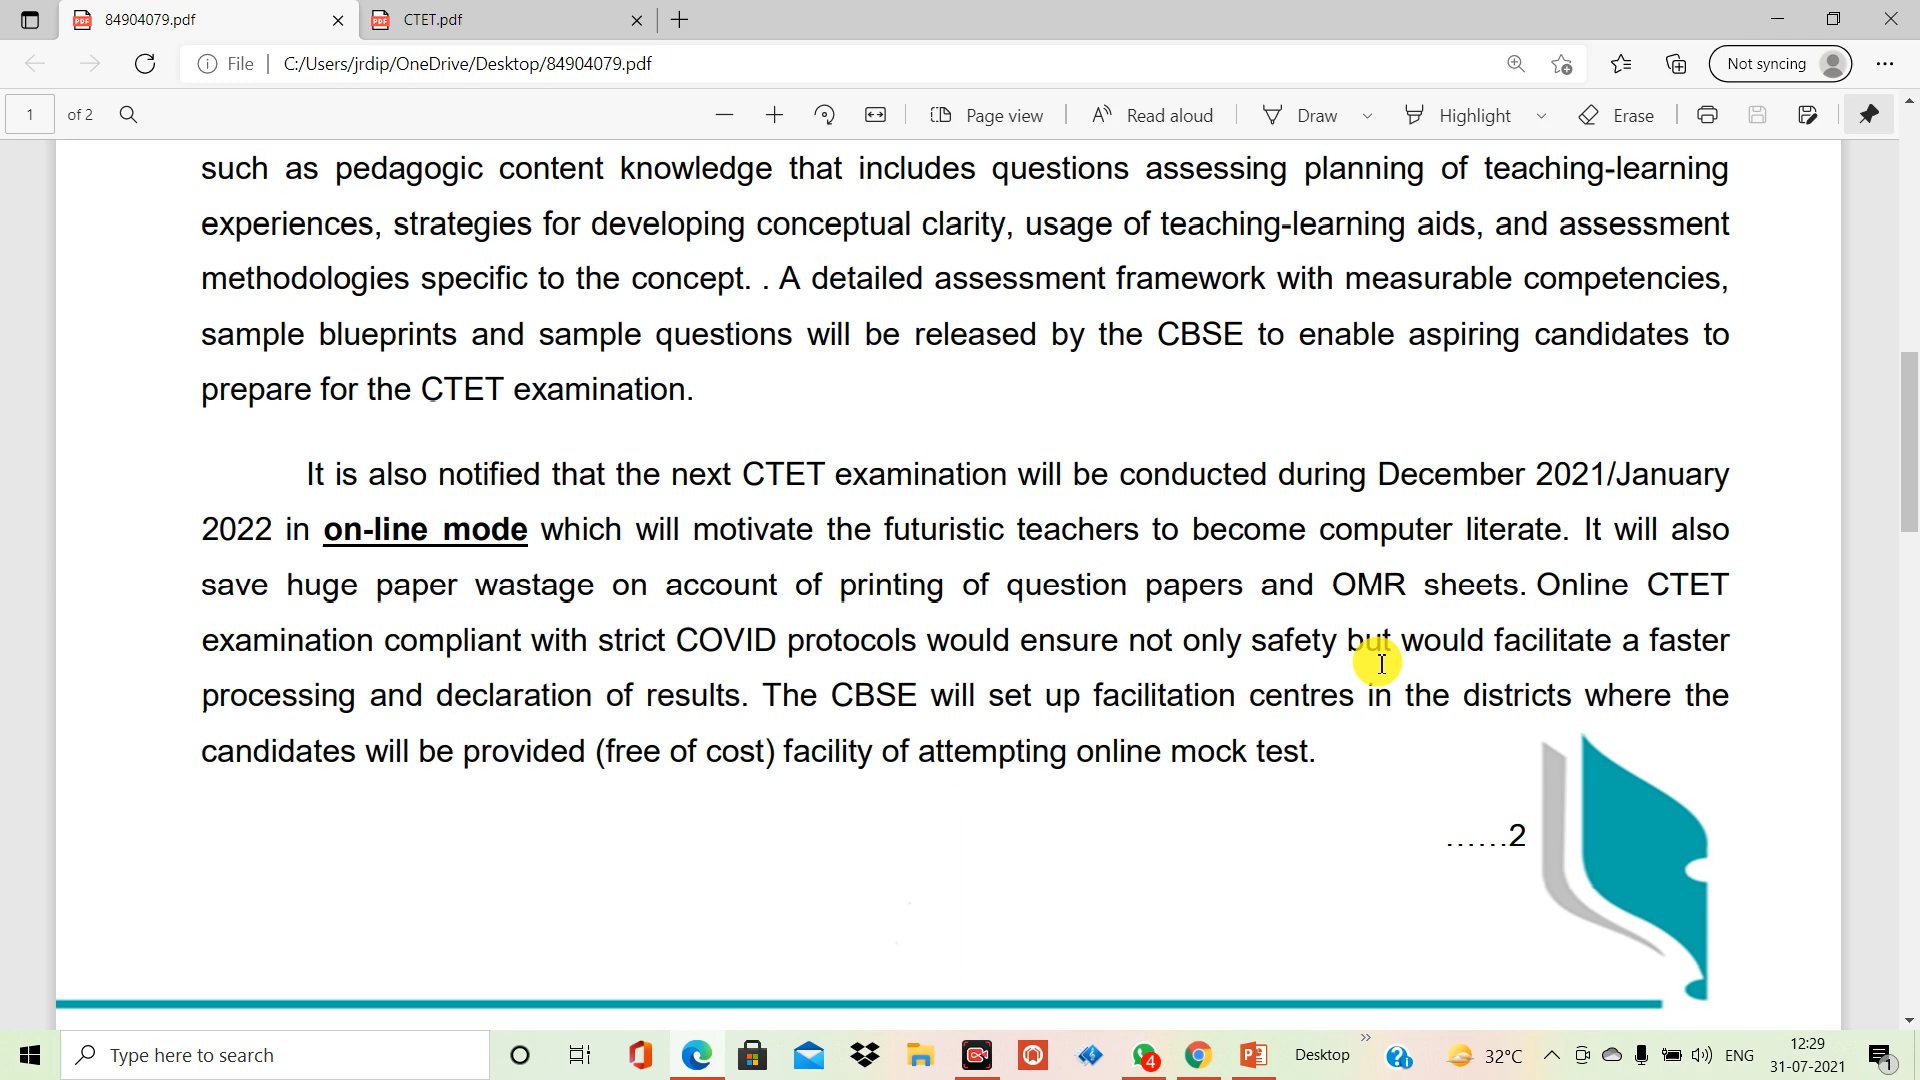 84904079.pdf
CTET.pdf
File
C:/Users/jrdip/OneDrive/Desktop/84904079.pdf
Not syncing
1 of 2
Page view
Read aloud
Draw
Highlight
Erase
such as pedagogic content knowledge that includes questions assessing planning of teaching-learning
experiences, strategies for developing conceptual clarity, usage of teaching-learning aids, and assessment
methodologies specific to the concept. . A detailed assessment framework with measurable competencies,
sample blueprints and sample questions will be released by the CBSE to enable aspiring candidates to
prepare for the CTET examination.
It is also notified that the next CTET examination will be conducted during December 2021/January
2022 in on-line mode which will motivate the futuristic teachers to become computer literate. It will also
save huge paper wastage on account of printing of question papers and OMR sheets. Online CTET
examination compliant with strict COVID protocols would ensure not only safety but would facilitate a faster
processing and declaration of results. The CBSE will set up facilitation centres in the districts where the
candidates will be provided (free of cost) facility of attempting online mock test.
......2
Type here to search
4
Desktop
32°C
ENG
12:29
31-07-2021
1